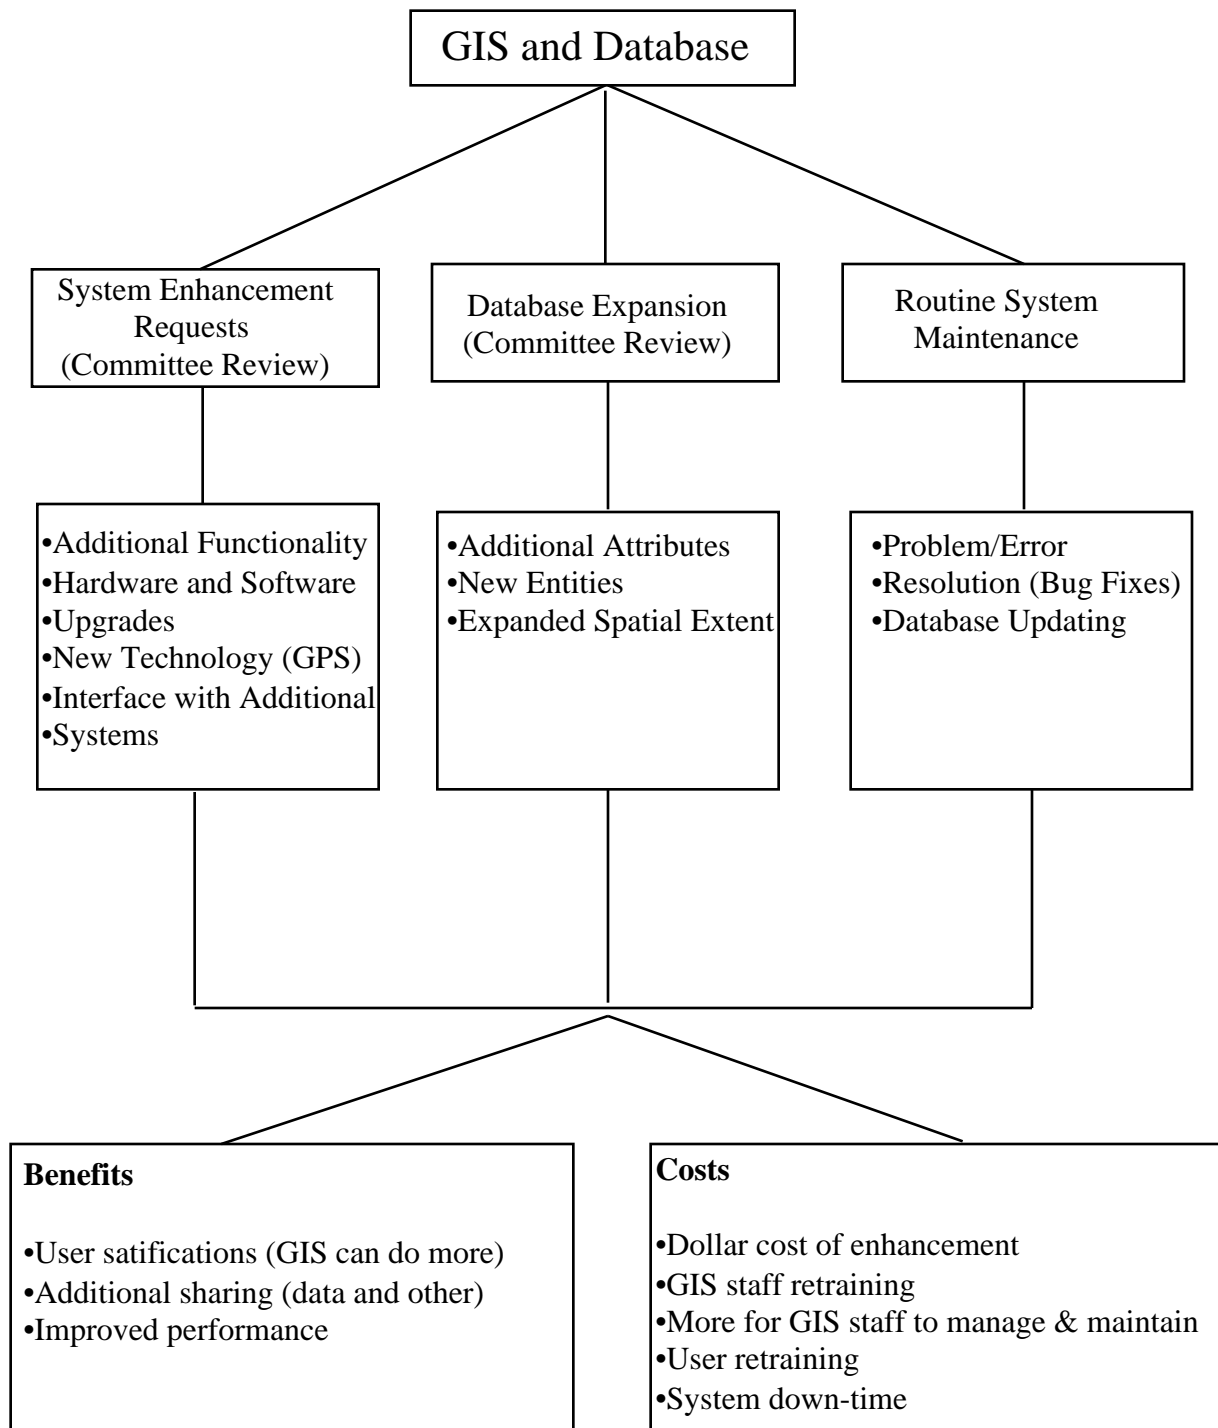 GIS and Database
System Enhancement
Requests
(Committee Review)
Database Expansion
(Committee Review)
Routine System
Maintenance
•Additional Functionality
•Hardware and Software
•Upgrades
•New Technology (GPS)
•Interface with Additional
•Systems
•Additional Attributes
•New Entities
•Expanded Spatial Extent
•Problem/Error
•Resolution (Bug Fixes)
•Database Updating
Benefits
•User satifications (GIS can do more)
•Additional sharing (data and other)
•Improved performance
Costs
•Dollar cost of enhancement
•GIS staff retraining
•More for GIS staff to manage & maintain
•User retraining
•System down-time